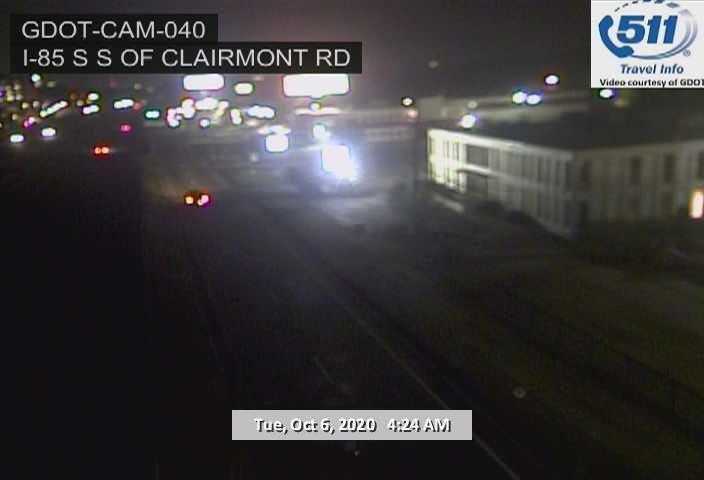 GDOT-CAM-040
I-85 S S OF CLAIRMONT RD
511
Travel Info
Video courtesy of GDOT
Tue, Oct 6, 2020 4:24 AM